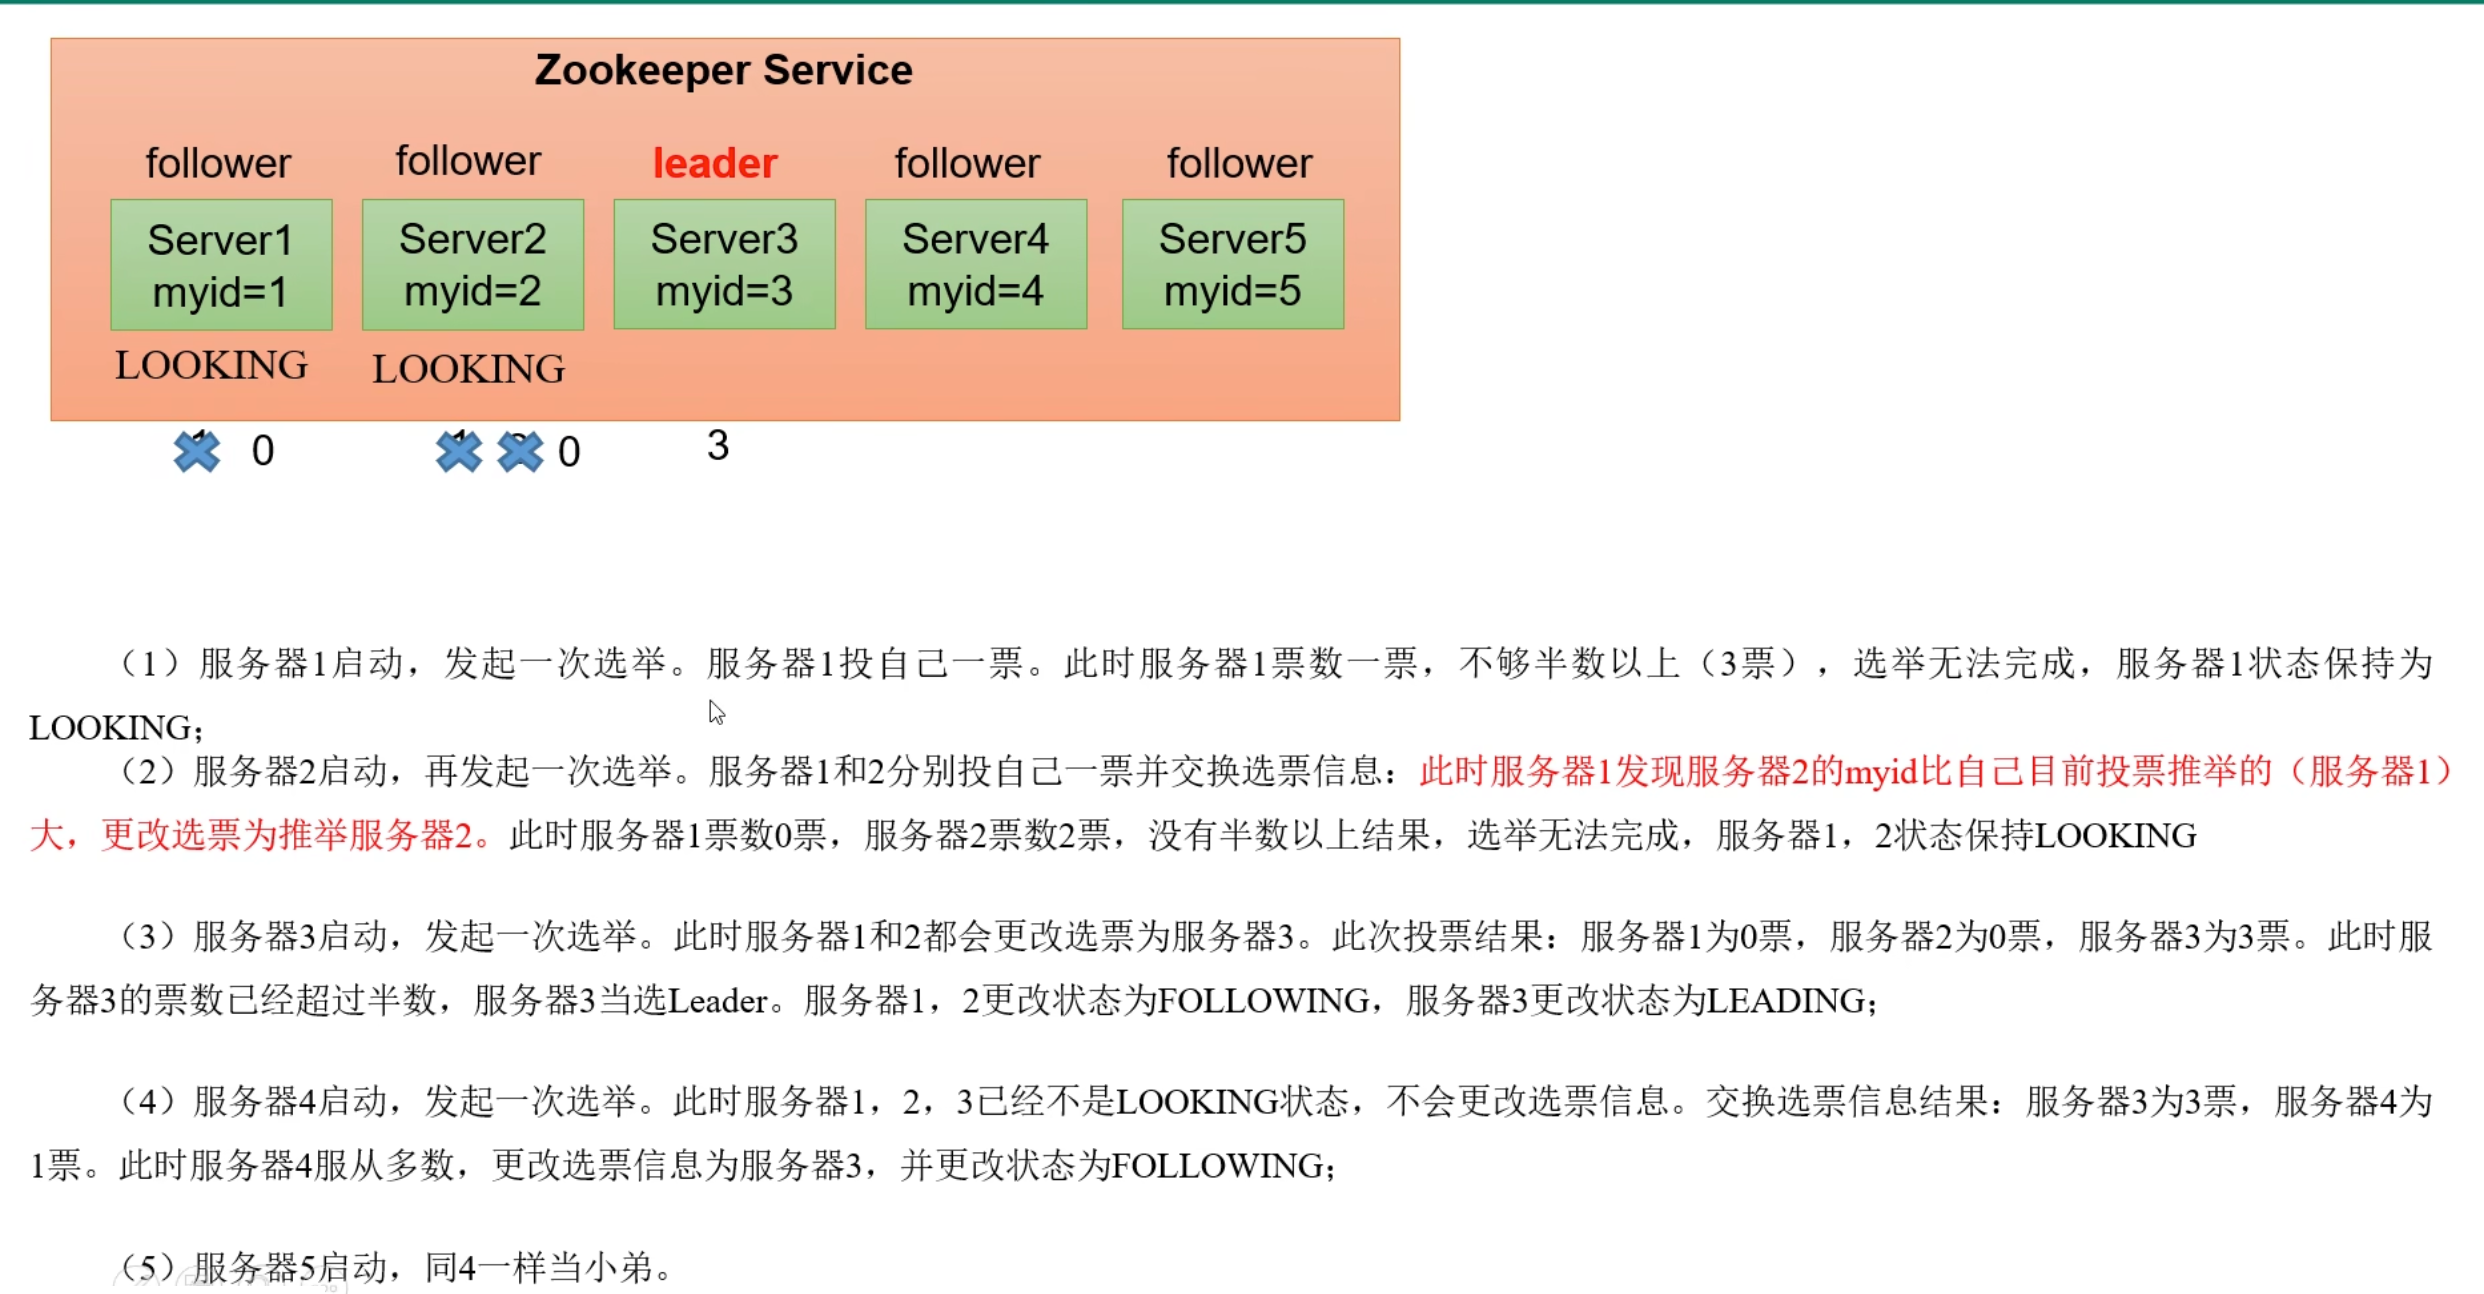 Zookeeper Service
follower follower leader follower follower
Server1 Server2 Server3 Server4 Server5
myid=1 myid=2 myid=3 myid=4 myid=5
LOOKING LOOKING
0 0 3
（1）服务器1启动，发起一次选举。服务器1投自己一票。此时服务器1票数一票，不够半数以上（3票），选举无法完成，服务器1状态保持为
LOOKING；
（2）服务器2启动，再发起一次选举。服务器1和2分别投自己一票并交换选票信息：此时服务器1发现服务器2的myid比自己目前投票推举的（服务器1）
大，更改选票为推举服务器2。此时服务器1票数0票，服务器2票数2票，没有半数以上结果，选举无法完成，服务器1，2状态保持LOOKING
（3）服务器3启动，发起一次选举。此时服务器1和2都会更改选票为服务器3。此次投票结果：服务器1为0票，服务器2为0票，服务器3为3票。此时服
务器3的票数已经超过半数，服务器3当选Leader。服务器1，2更改状态为FOLLOWING，服务器3更改状态为LEADING；
（4）服务器4启动，发起一次选举。此时服务器1，2，3已经不是LOOKING状态，不会更改选票信息。交换选票信息结果：服务器3为3票，服务器4为
1票。此时服务器4服从多数，更改选票信息为服务器3，并更改状态为FOLLOWING；
（5）服务器5启动，同4一样当小弟。